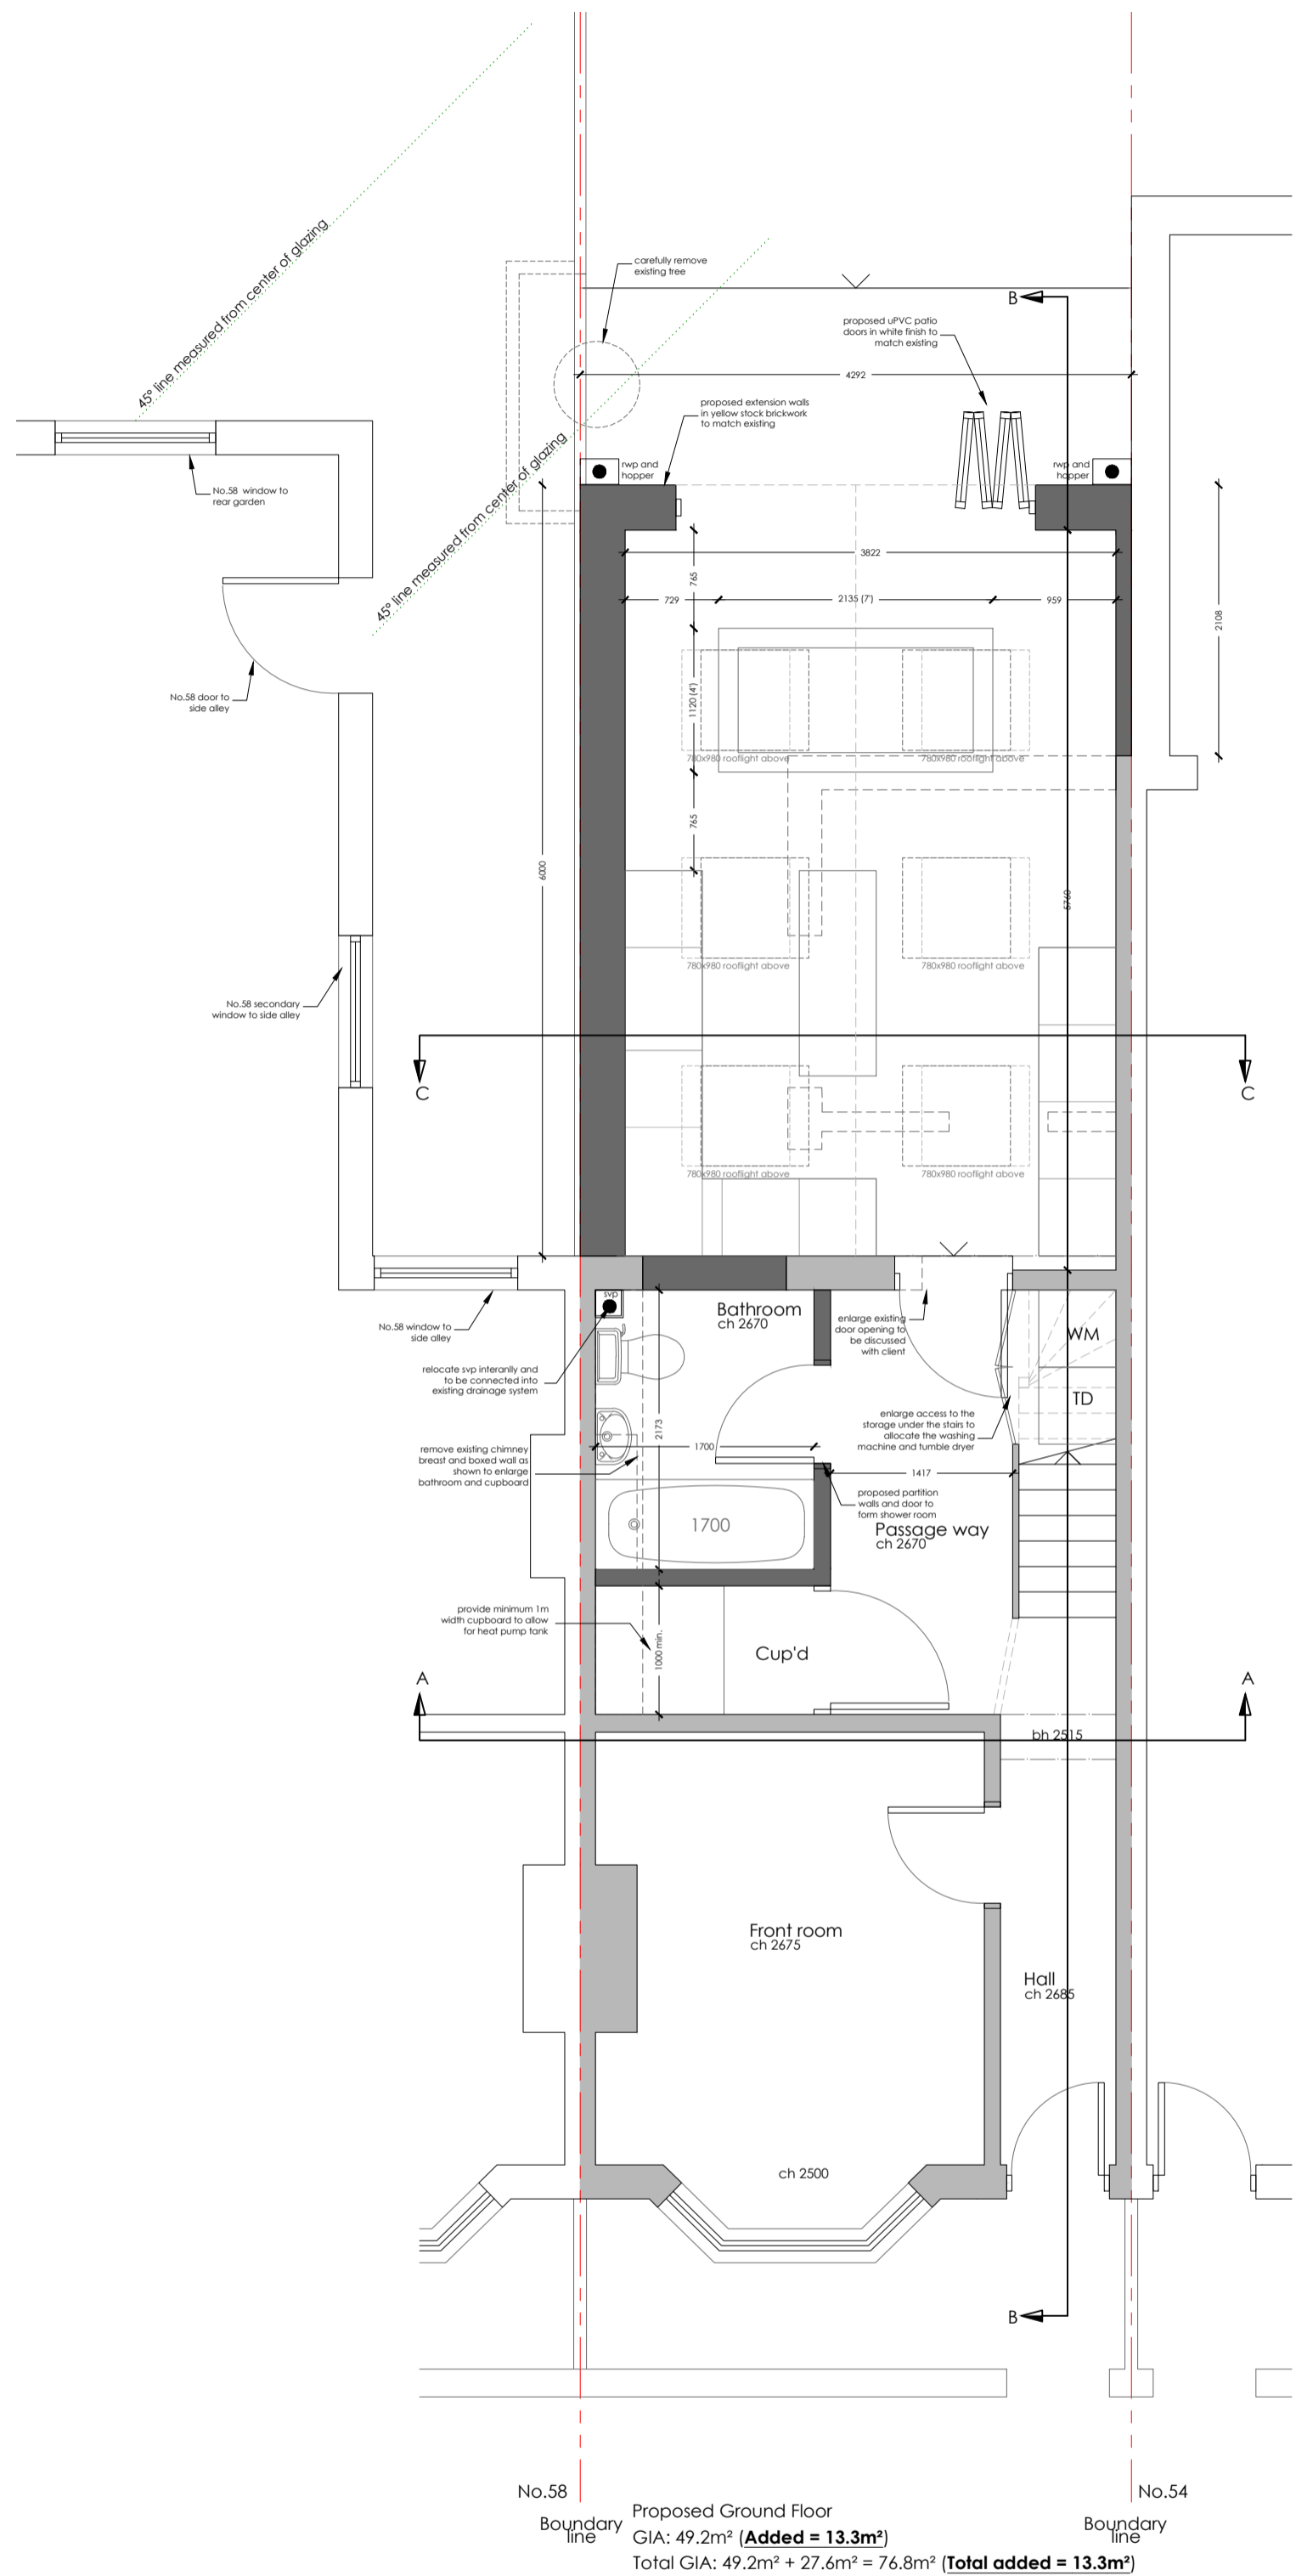 45° line measured from center of glazing
carefully remove
existing tree
B
proposed uPVC patio
doors in white finish to
match existing
4292
proposed extension walls
in yellow stock brickwork
to match existing
45° line measured from center of glazing
rwp and
hopper
rwp and
hopper
No.58 window to
rear garden
3822
765
729
2135 (7')
959
2108
No.58 door to
side alley
1120 (4')
780x980 rooflight above
780x980 rooflight above
765
6000
5760
780x980 rooflight above
780x980 rooflight above
No.58 secondary
window to side alley
C
C
780x980 rooflight above
780x980 rooflight above
svp
Bathroom
ch 2670
No.58 window to
side alley
enlarge existing
door opening to
be discussed
with client
WM
relocate svp interanlly and
to be connected into
existing drainage system
TD
enlarge access to the
storage under the stairs to
allocate the washing
machine and tumble dryer
2173
1700
remove existing chimney
breast and boxed wall as
shown to enlarge
bathroom and cupboard
1417
proposed partition
walls and door to
form shower room
1700
Passage way
ch 2670
provide minimum 1m
width cupboard to allow
for heat pump tank
1000 min.
Cup'd
A
A
bh 2515
Front room
ch 2675
Hall
ch 2685
ch 2500
B
No.58
No.54
Boundary
line
Boundary
line
Proposed Ground Floor
GIA: 49.2m² (Added = 13.3m²)
Total GIA: 49.2m² + 27.6m² = 76.8m² (Total added = 13.3m²)